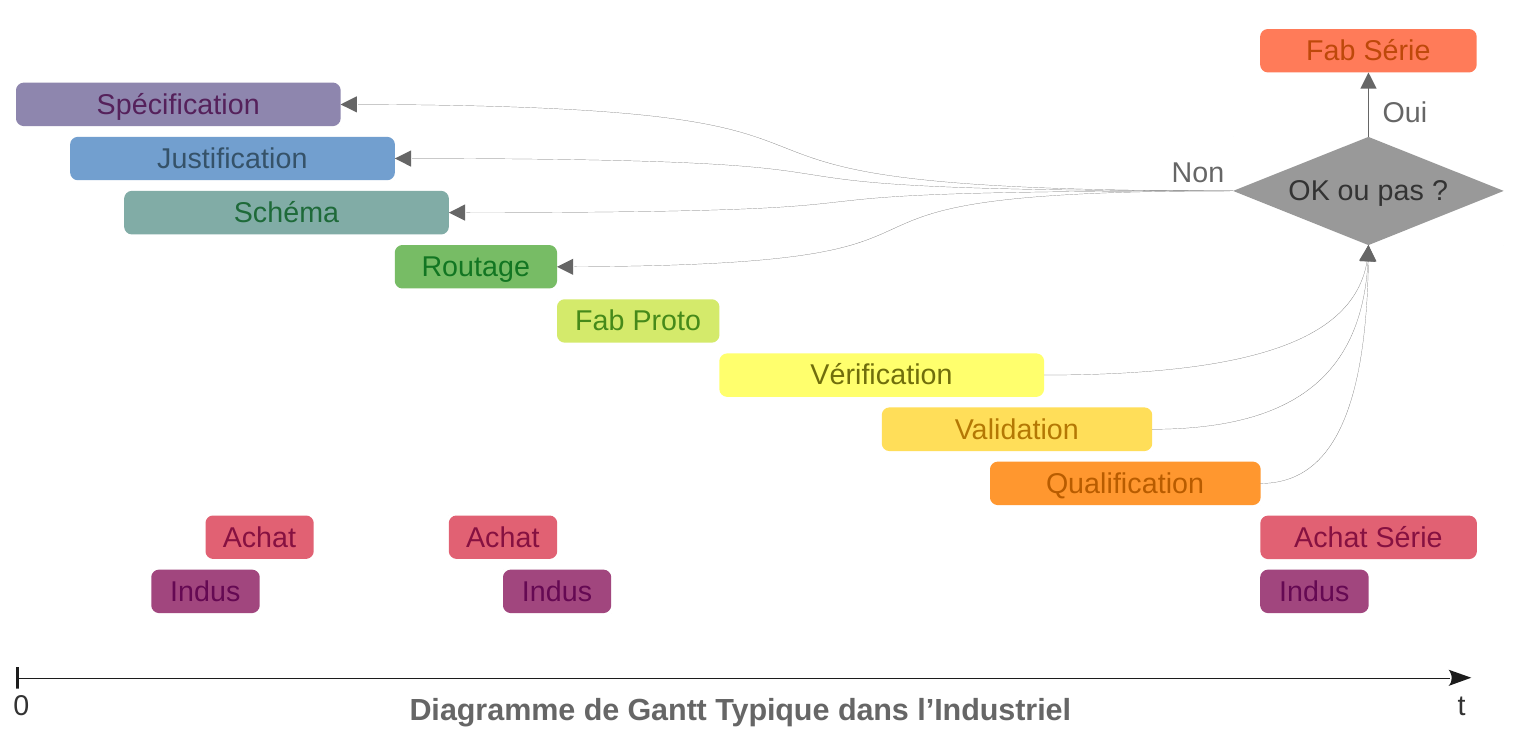 Fab Série
Spécification
Oui
Justification
Non
OK ou pas ?
Schéma
Routage
Fab Proto
Vérification
Validation
Qualification
Achat
Achat
Achat Série
Indus
Indus
Indus
0
Diagramme de Gantt Typique dans l’Industriel
t